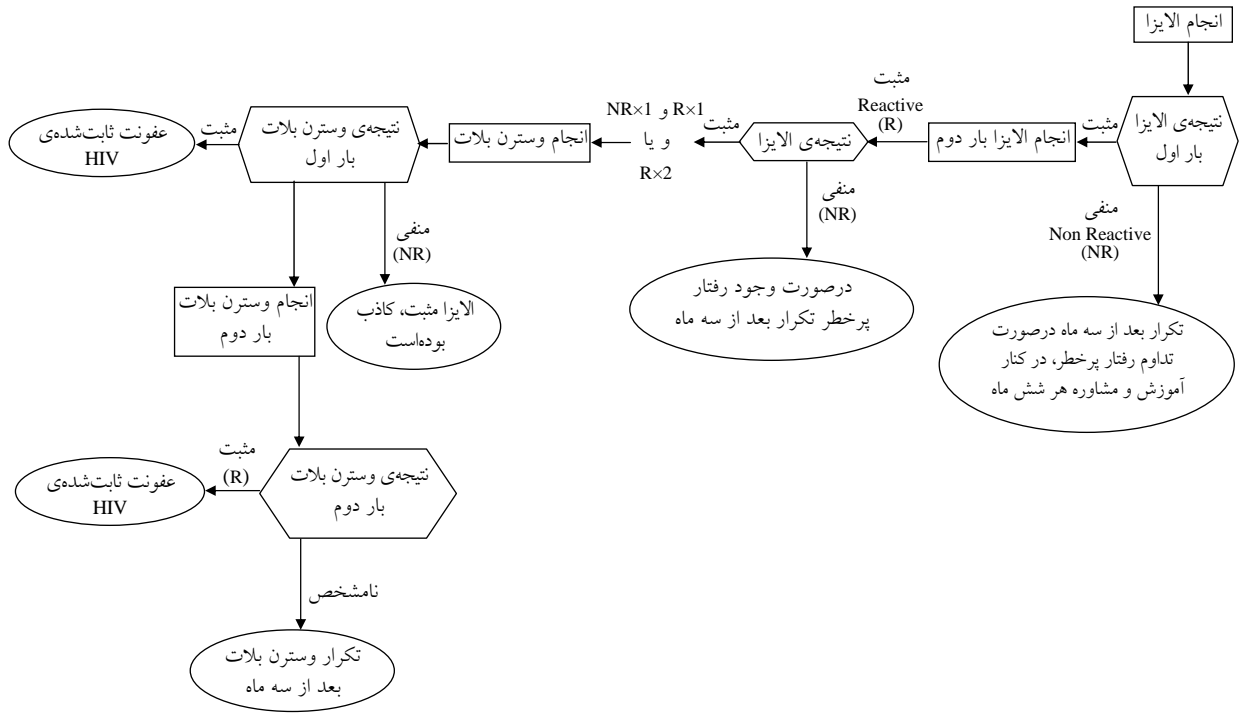 انجام الایزا
نتیجه‌ی الایزا
بار اول
مثبت
انجام الایزا بار دوم
مثبت
Reactive
(R)
نتیجه‌ی الایزا
مثبت
NR×1 و R×1
و یا
R×2
انجام وسترن بلات
نتیجه‌ی وسترن بلات
بار اول
مثبت
عفونت ثابت‌شده‌ی
HIV
منفی
Non Reactive
(NR)
تکرار بعد از سه ماه درصورت
تداوم رفتار پرخطر، در کنار
آموزش و مشاوره هر شش ماه
منفی
(NR)
درصورت وجود رفتار
پرخطر تکرار بعد از سه ماه
منفی
(NR)
الایزا مثبت، کاذب
بوده‌است
انجام وسترن بلات
بار دوم
نتیجه‌ی وسترن بلات
بار دوم
مثبت
(R)
عفونت ثابت‌شده‌ی
HIV
نامشخص
تکرار وسترن بلات
بعد از سه ماه